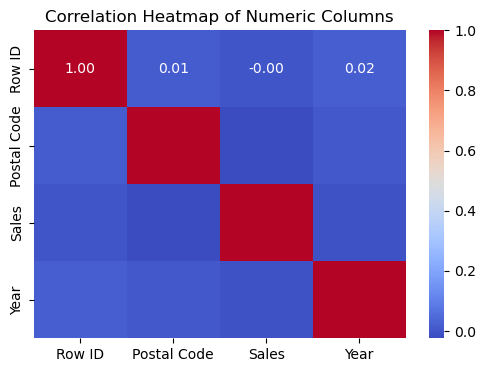 Correlation Heatmap of Numeric Columns
Row ID
1.00 0.01 -0.00 0.02
Postal Code
Sales
Year
Row ID Postal Code Sales Year
1.0
0.8
0.6
0.4
0.2
0.0